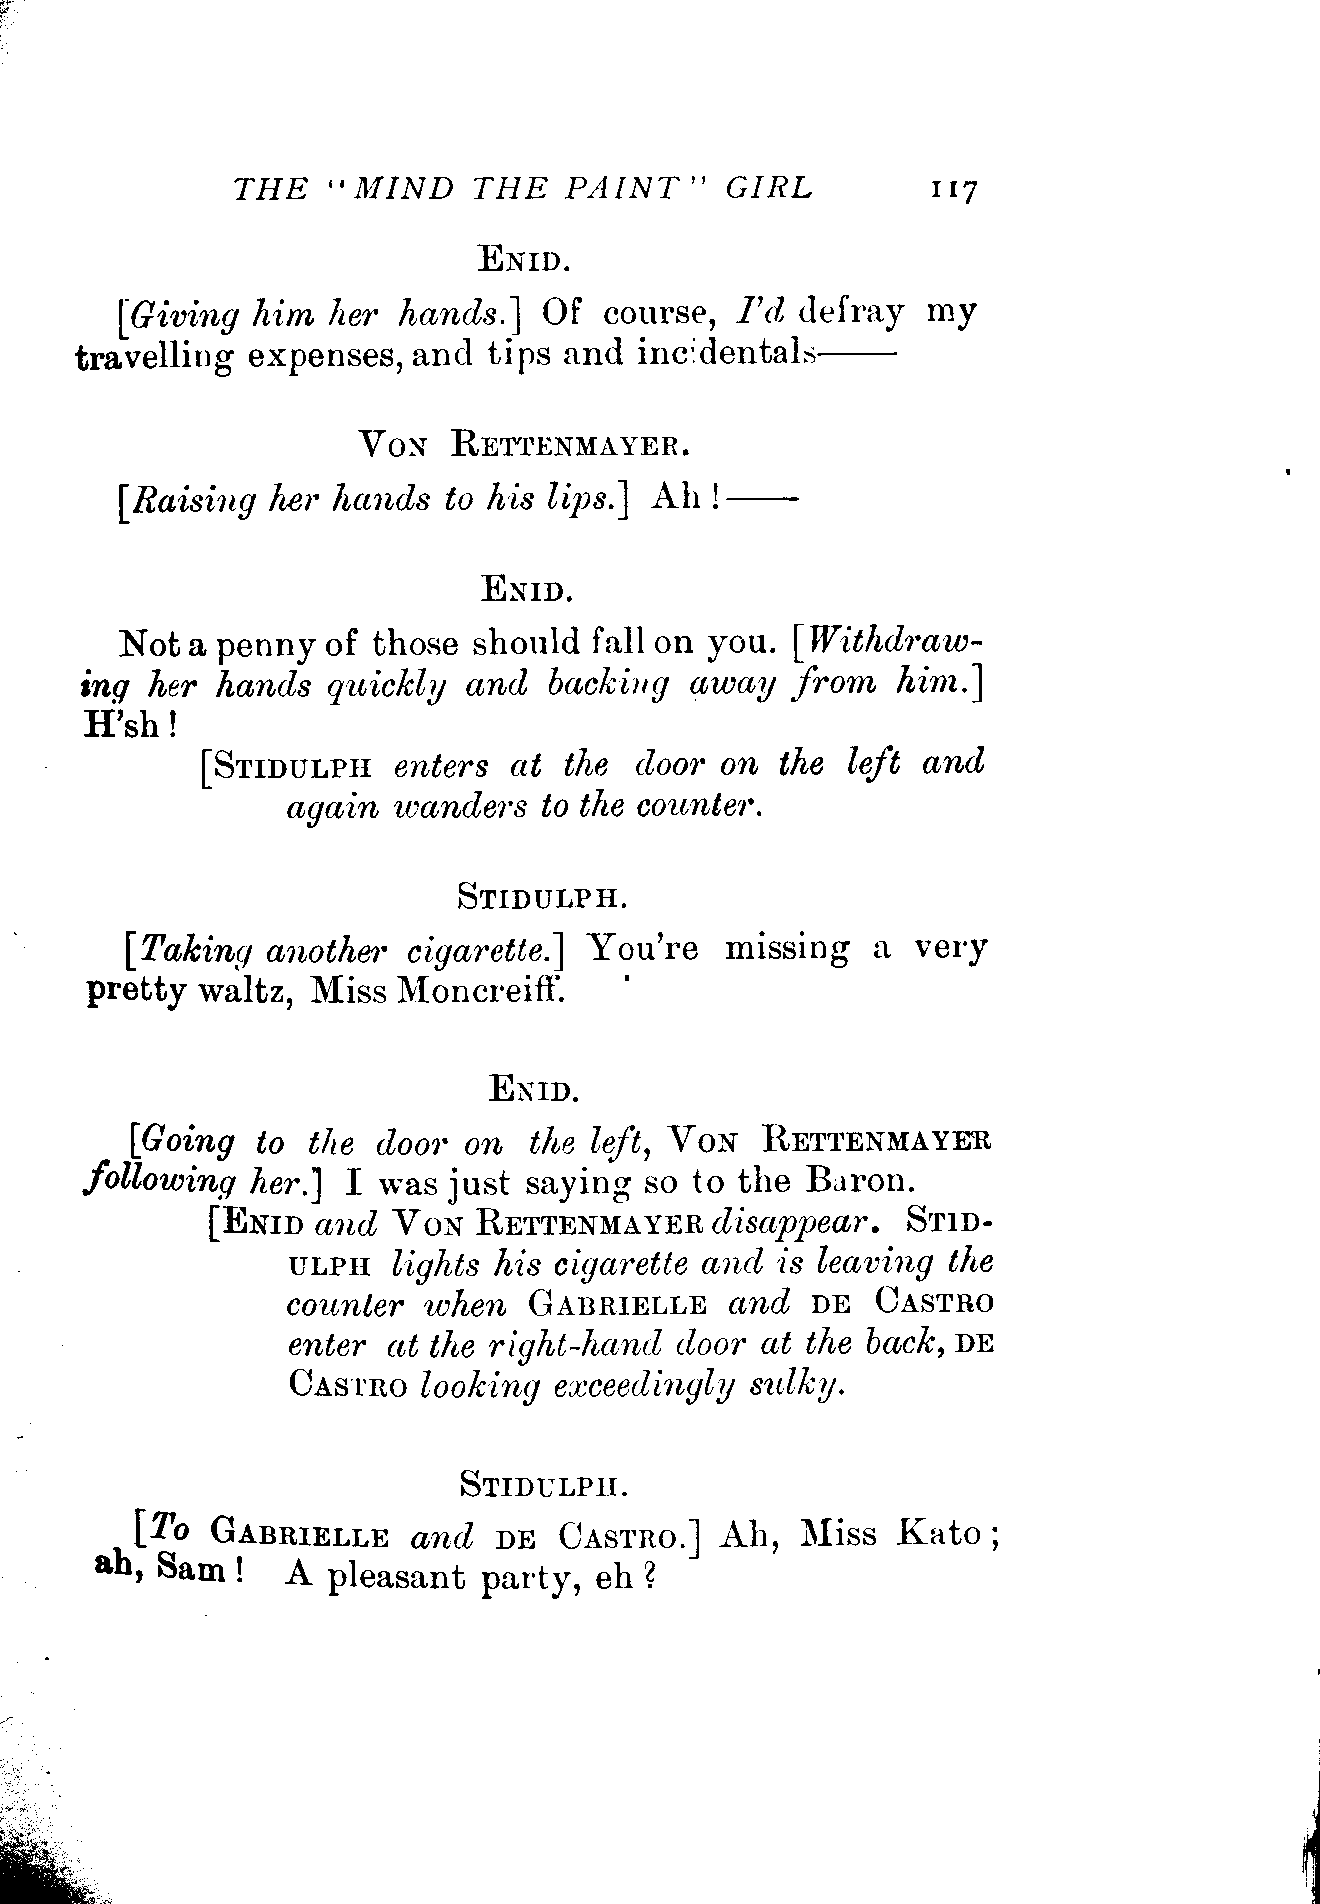 THE "MIND THE PAINT" GIRL 117
ENID.
[Giving him her hands.] Of course, I'd defray my
travelling expenses, and tips and incidentals——
VON RETTENMAYER.
[Raising her hands to his lips.] Ah!——
ENID.
Not a penny of those should fall on you. [Withdraw-
ing her hands quickly and backing away from him.]
H'sh!
[STIDULPH enters at the door on the left and
again wanders to the counter.
STIDULPH.
[Taking another cigarette.] You're missing a very
pretty waltz, Miss Moncreiff.
ENID.
[Going to the door on the left, VON RETTENMAYER
following her.] I was just saying so to the Baron.
[ENID and VON RETTENMAYER disappear. STID-
ULPH lights his cigarette and is leaving the
counter when GABRIELLE and DE CASTRO
enter at the right-hand door at the back, DE
CASTRO looking exceedingly sulky.
STIDULPH.
[To GABRIELLE and DE CASTRO.] Ah, Miss Kato;
ah, Sam! A pleasant party, eh?